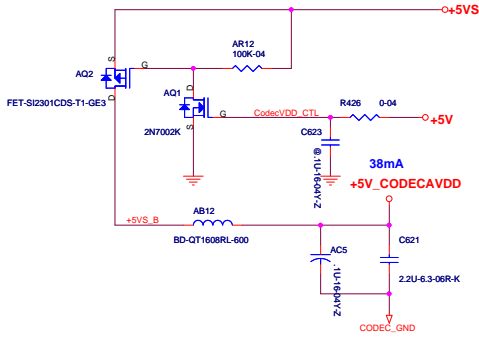 +5VS
S
AQ2
G
AR12
100K-04
D
FET-SI2301CDS-T1-GE3
D
AQ1
G
CodecVDD_CTL
R426
0-04
+5V
2N7002K
S
C623
@.1U-16-04Y-Z
38mA
+5V_CODECAVDD
+5VS_B
AB12
BD-QT1608RL-600
AC5
.1U-16-04Y-Z
C621
2.2U-6.3-06R-K
CODEC_GND